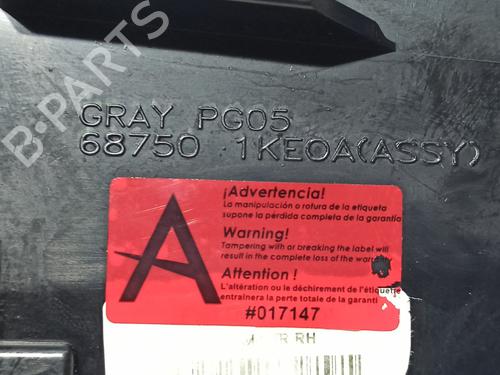 B-PARTS
GRAY PG05
68750 1KE0A(ASSY)
A
¡Advertencia!
La manipulación o rotura de la etiqueta
supone la pérdida completa de la garantía
Warning!
Tampering with or breaking the label will
result in the complete loss of the warranty
Attention !
L'altération ou le déchirement de l'étiquette
entraînera la perte totale de la garanti
#017147
RH